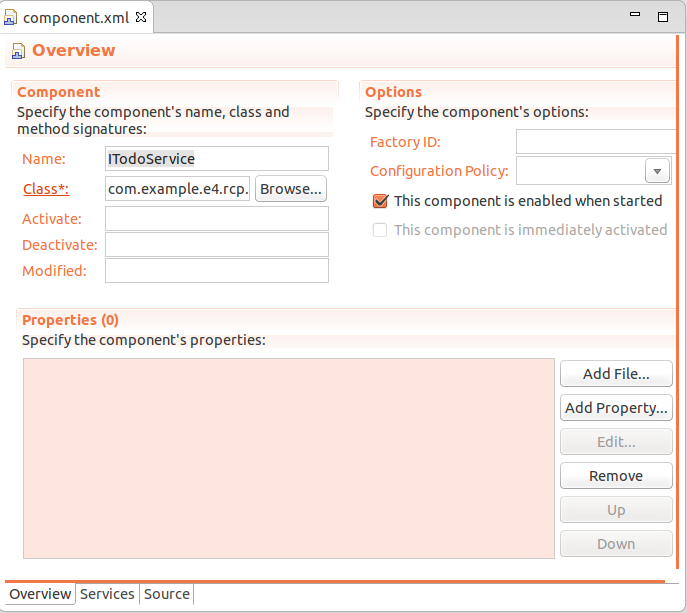 component.xml
Overview
Component
Specify the component's name, class and
method signatures:
Name:
ITodoService
Class*:
com.example.e4.rcp.
Browse...
Activate:
Deactivate:
Modified:
Options
Specify the component's options:
Factory ID:
Configuration Policy:
This component is enabled when started
This component is immediately activated
Properties (0)
Specify the component's properties:
Add File...
Add Property...
Edit...
Remove
Up
Down
Overview
Services
Source